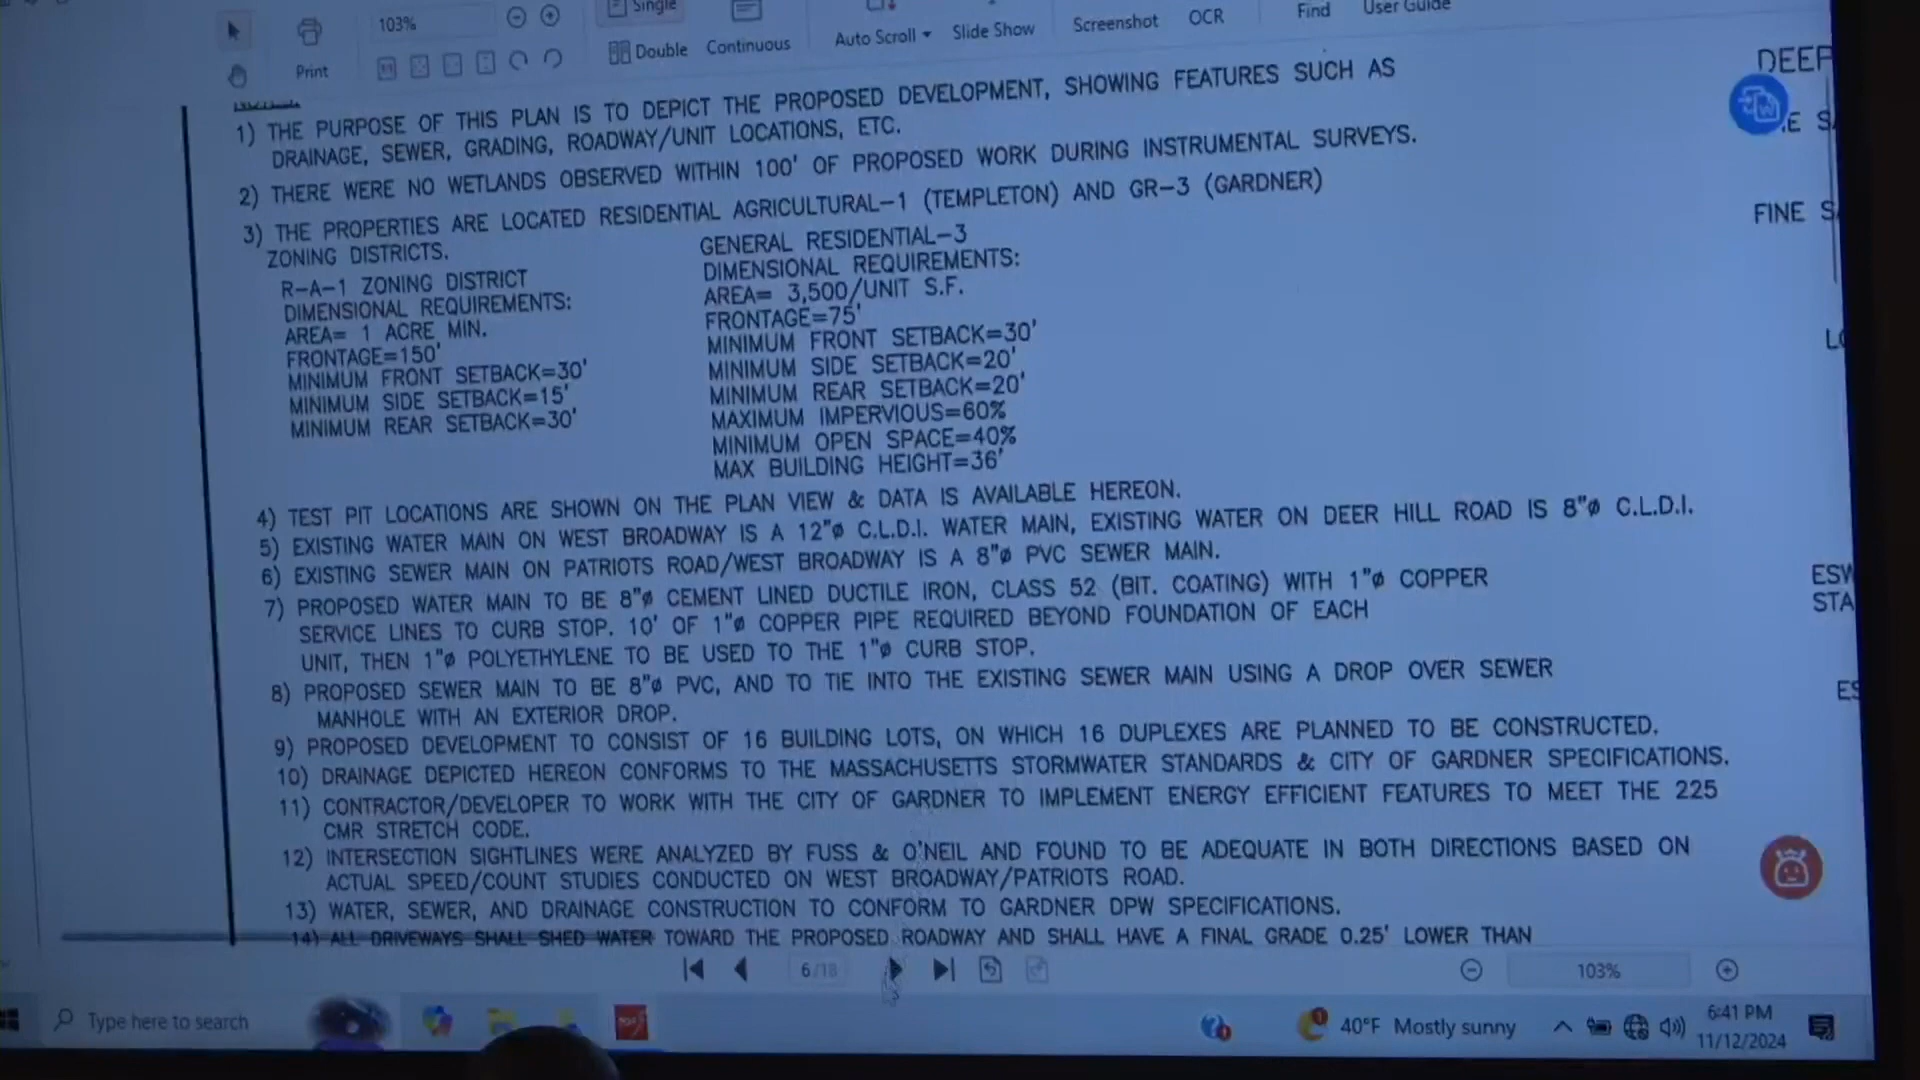 103%
Single
Print
Double
Continuous
Auto Scroll
Slide Show
Screenshot
OCR
Find
User Guide
1) THE PURPOSE OF THIS PLAN IS TO DEPICT THE PROPOSED DEVELOPMENT, SHOWING FEATURES SUCH AS
DRAINAGE, SEWER, GRADING, ROADWAY/UNIT LOCATIONS, ETC.
2) THERE WERE NO WETLANDS OBSERVED WITHIN 100' OF PROPOSED WORK DURING INSTRUMENTAL SURVEYS.
3) THE PROPERTIES ARE LOCATED RESIDENTIAL AGRICULTURAL-1 (TEMPLETON) AND GR-3 (GARDNER)
ZONING DISTRICTS.
R-A-1 ZONING DISTRICT
DIMENSIONAL REQUIREMENTS:
AREA= 1 ACRE MIN.
FRONTAGE=150'
MINIMUM FRONT SETBACK=30'
MINIMUM SIDE SETBACK=15'
MINIMUM REAR SETBACK=30'
GENERAL RESIDENTIAL-3
DIMENSIONAL REQUIREMENTS:
AREA= 3,500/UNIT S.F.
FRONTAGE=75'
MINIMUM FRONT SETBACK=30'
MINIMUM SIDE SETBACK=20'
MINIMUM REAR SETBACK=20'
MAXIMUM IMPERVIOUS=60%
MINIMUM OPEN SPACE=40%
MAX BUILDING HEIGHT=36'
4) TEST PIT LOCATIONS ARE SHOWN ON THE PLAN VIEW & DATA IS AVAILABLE HEREON.
5) EXISTING WATER MAIN ON WEST BROADWAY IS A 12"ø C.L.D.I. WATER MAIN, EXISTING WATER ON DEER HILL ROAD IS 8"ø C.L.D.I.
6) EXISTING SEWER MAIN ON PATRIOTS ROAD/WEST BROADWAY IS A 8"ø PVC SEWER MAIN.
7) PROPOSED WATER MAIN TO BE 8"ø CEMENT LINED DUCTILE IRON, CLASS 52 (BIT. COATING) WITH 1"ø COPPER
SERVICE LINES TO CURB STOP. 10' OF 1"ø COPPER PIPE REQUIRED BEYOND FOUNDATION OF EACH
UNIT, THEN 1"ø POLYETHYLENE TO BE USED TO THE 1"ø CURB STOP.
8) PROPOSED SEWER MAIN TO BE 8"ø PVC, AND TO TIE INTO THE EXISTING SEWER MAIN USING A DROP OVER SEWER
MANHOLE WITH AN EXTERIOR DROP.
9) PROPOSED DEVELOPMENT TO CONSIST OF 16 BUILDING LOTS, ON WHICH 16 DUPLEXES ARE PLANNED TO BE CONSTRUCTED.
10) DRAINAGE DEPICTED HEREON CONFORMS TO THE MASSACHUSETTS STORMWATER STANDARDS & CITY OF GARDNER SPECIFICATIONS.
11) CONTRACTOR/DEVELOPER TO WORK WITH THE CITY OF GARDNER TO IMPLEMENT ENERGY EFFICIENT FEATURES TO MEET THE 225
CMR STRETCH CODE.
12) INTERSECTION SIGHTLINES WERE ANALYZED BY FUSS & O'NEIL AND FOUND TO BE ADEQUATE IN BOTH DIRECTIONS BASED ON
ACTUAL SPEED/COUNT STUDIES CONDUCTED ON WEST BROADWAY/PATRIOTS ROAD.
13) WATER, SEWER, AND DRAINAGE CONSTRUCTION TO CONFORM TO GARDNER DPW SPECIFICATIONS.
14) ALL DRIVEWAYS SHALL SHED WATER TOWARD THE PROPOSED ROADWAY AND SHALL HAVE A FINAL GRADE 0.25' LOWER THAN
DEEP
FINE
6/18
103%
Type here to search
40°F Mostly sunny
6:41 PM
11/12/2024